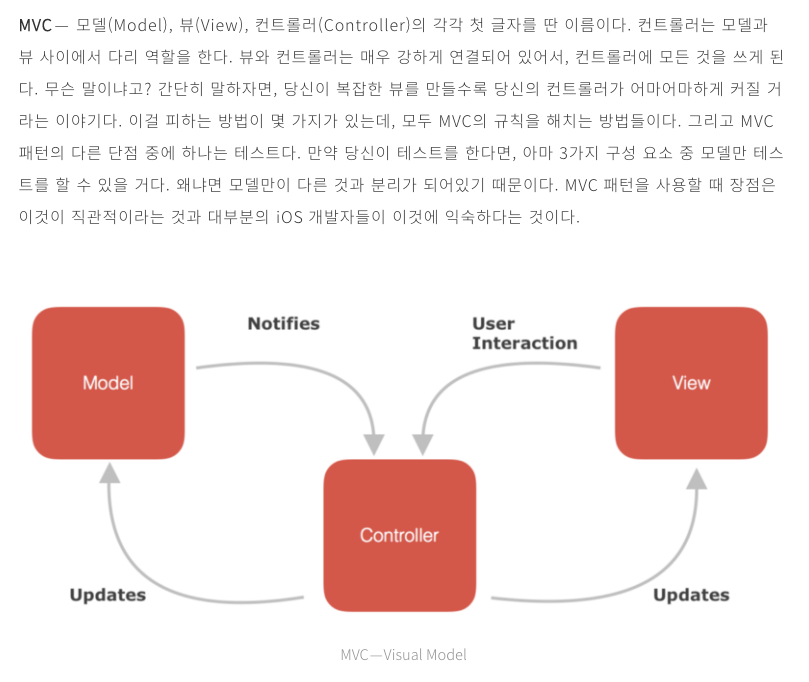 MVC— 모델(Model), 뷰(View), 컨트롤러(Controller)의 각각 첫 글자를 딴 이름이다. 컨트롤러는 모델과
뷰 사이에서 다리 역할을 한다. 뷰와 컨트롤러는 매우 강하게 연결되어 있어서, 컨트롤러에 모든 것을 쓰게 된
다. 무슨 말이냐고? 간단히 말하자면, 당신이 복잡한 뷰를 만들수록 당신의 컨트롤러가 어마어마하게 커질 거
라는 이야기다. 이걸 피하는 방법이 몇 가지가 있는데, 모두 MVC의 규칙을 해치는 방법들이다. 그리고 MVC
패턴의 다른 단점 중에 하나는 테스트다. 만약 당신이 테스트를 한다면, 아마 3가지 구성 요소 중 모델만 테스
트를 할 수 있을 거다. 왜냐면 모델만이 다른 것과 분리가 되어있기 때문이다. MVC 패턴을 사용할 때 장점은
이것이 직관적이라는 것과 대부분의 iOS 개발자들이 이것에 익숙하다는 것이다.
Notifies
User
Interaction
Model
View
Controller
Updates
Updates
MVC—Visual Model